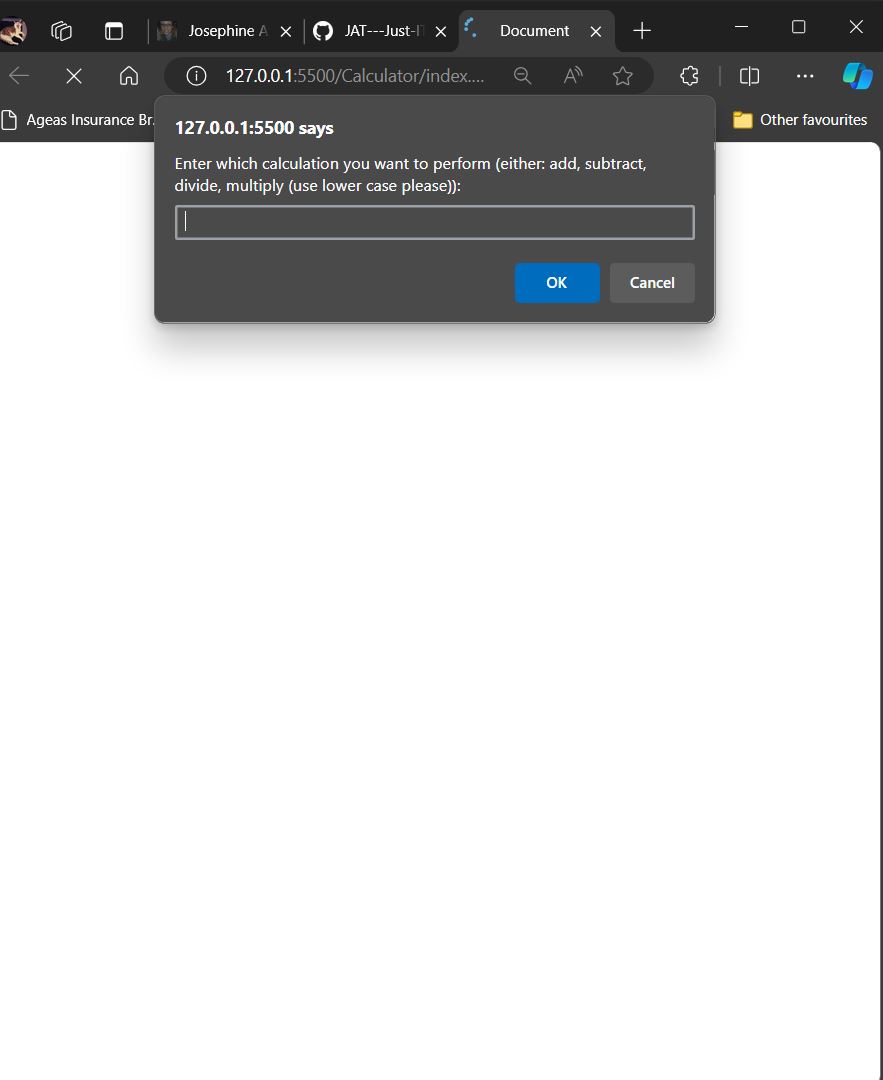 Josephine A
JAT---Just-IT
Document
127.0.0.1:5500/Calculator/index....
Ageas Insurance Br.
Other favourites
127.0.0.1:5500 says
Enter which calculation you want to perform (either: add, subtract,
divide, multiply (use lower case please)):
OK
Cancel